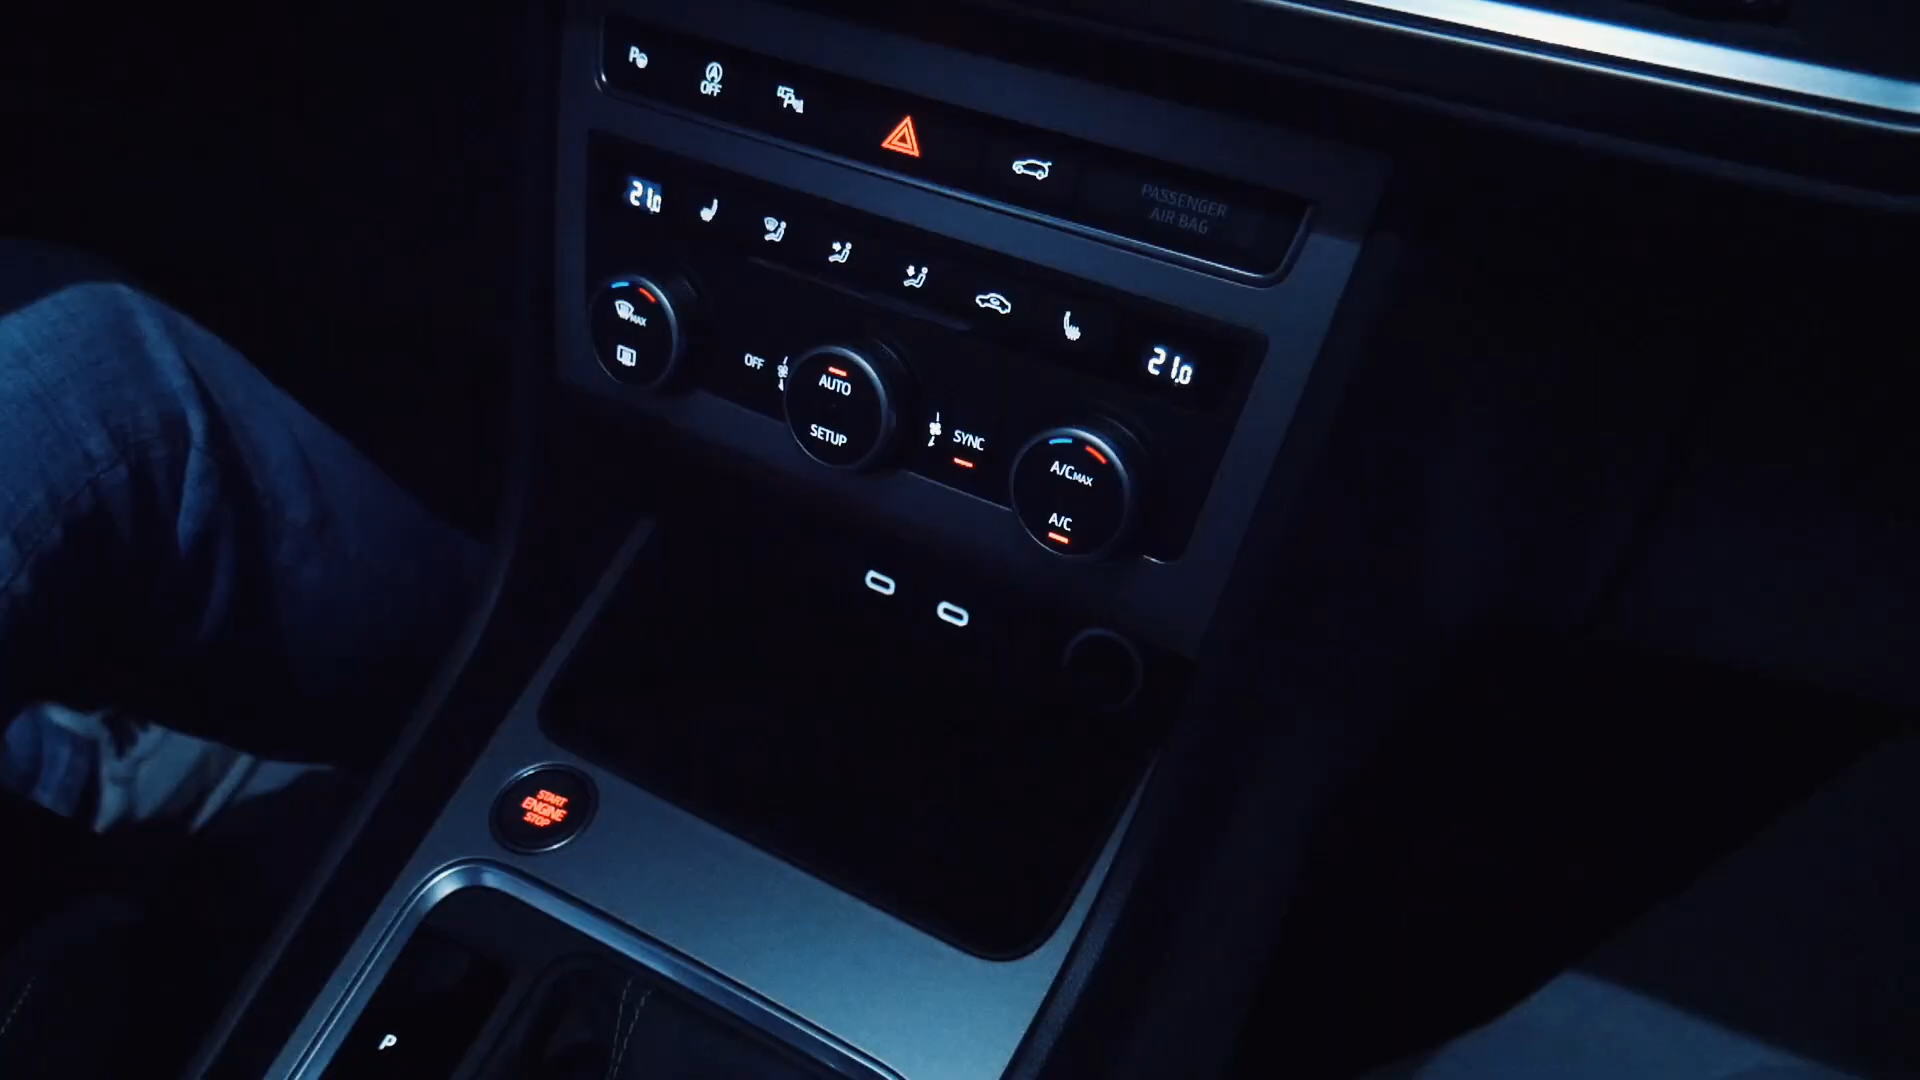 P
A
OFF
P
PASSENGER
AIR BAG
21.0
21.0
MAX
OFF
AUTO
SETUP
SYNC
A/C MAX
A/C
START
ENGINE
STOP
P